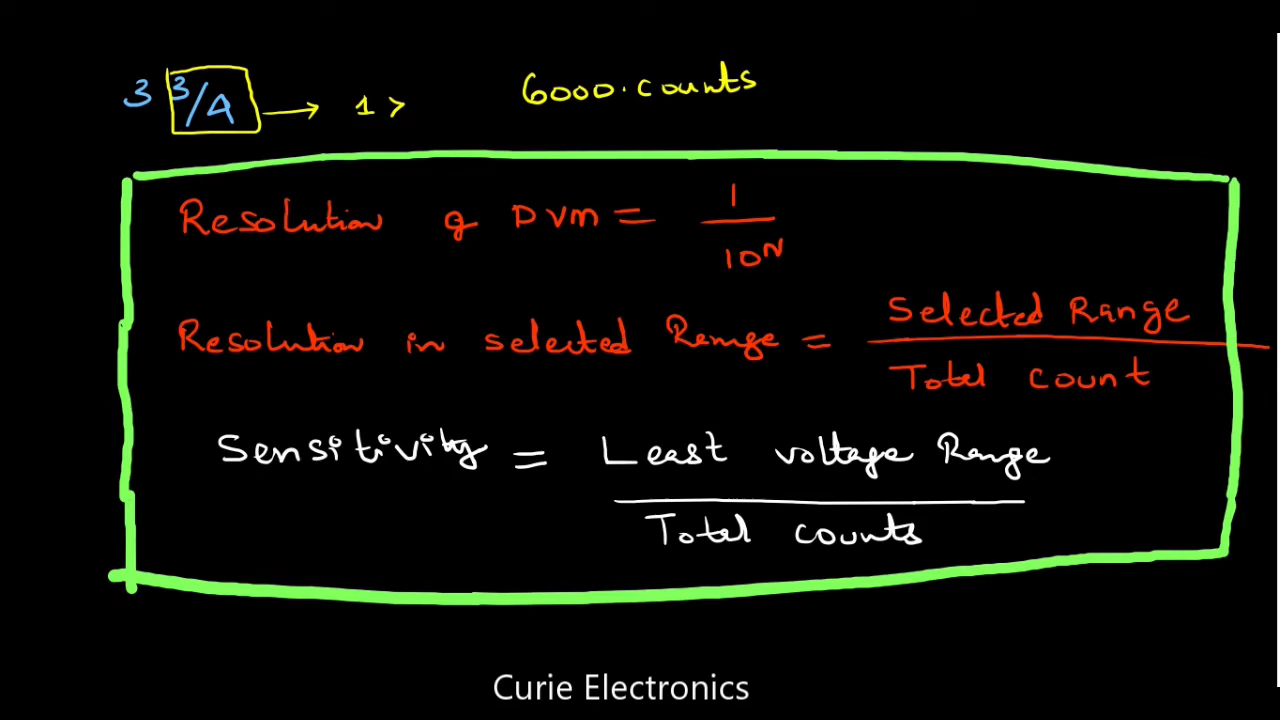 3 3/4 → 1 > 6000.counts
Resolution of DVM = 1/10^N
Resolution in selected Range = Selected Range / Total count
Sensitivity = Least voltage Range / Total counts
Curie Electronics